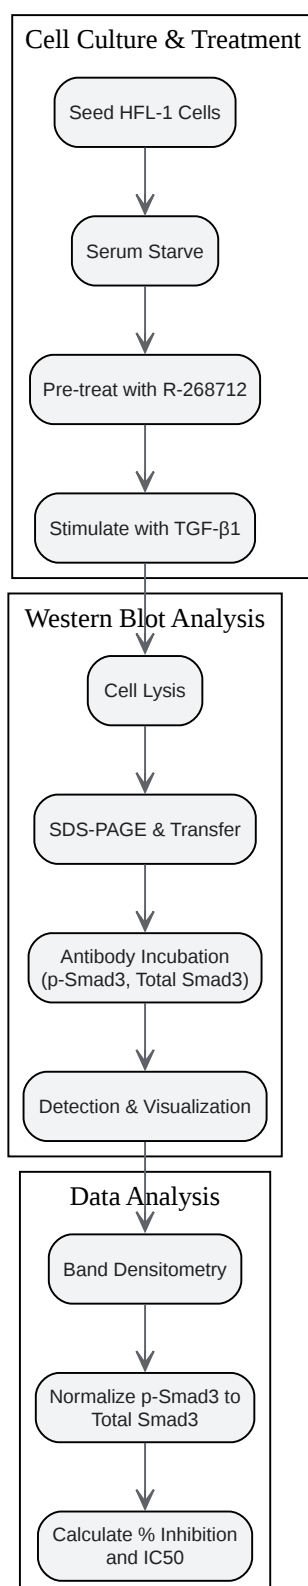 Cell Culture & Treatment
Seed HFL-1 Cells
Serum Starve
Pre-treat with R-268712
Stimulate with TGF-β1
Western Blot Analysis
Cell Lysis
SDS-PAGE & Transfer
Antibody Incubation
(p-Smad3, Total Smad3)
Detection & Visualization
Data Analysis
Band Densitometry
Normalize p-Smad3 to
Total Smad3
Calculate % Inhibition
and IC50